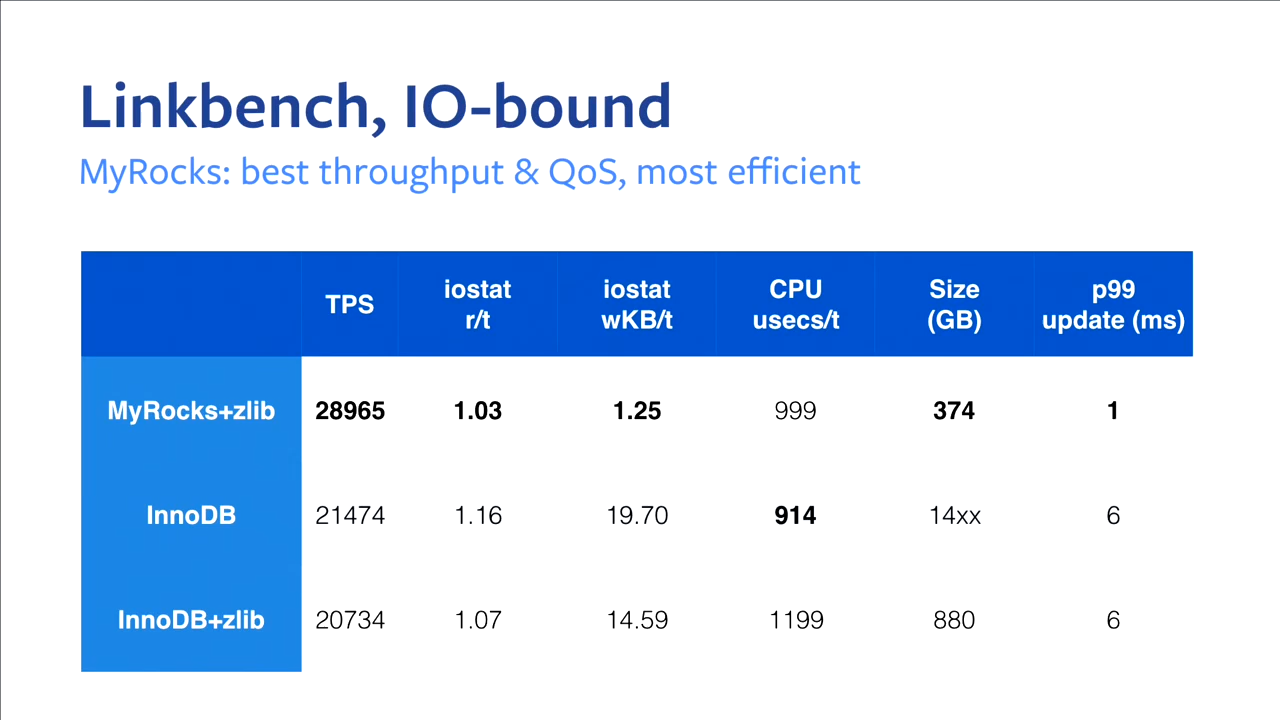 Linkbench, IO-bound
MyRocks: best throughput & QoS, most efficient
TPS iostat r/t iostat wKB/t CPU usecs/t Size (GB) p99 update (ms)
MyRocks+zlib 28965 1.03 1.25 999 374 1
InnoDB 21474 1.16 19.70 914 14xx 6
InnoDB+zlib 20734 1.07 14.59 1199 880 6